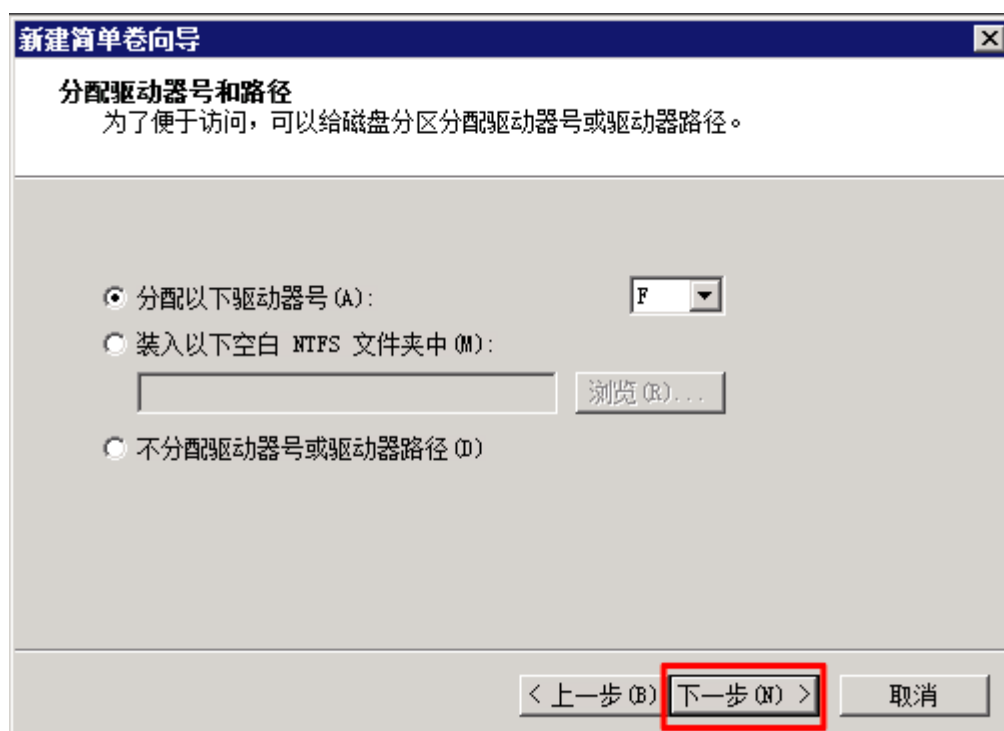 新建简单卷向导
分配驱动器号和路径
为了便于访问，可以给磁盘分区分配驱动器号或驱动器路径。
分配以下驱动器号(A):
F
装入以下空白 NTFS 文件夹中(M):
浏览(R)...
不分配驱动器号或驱动器路径(D)
< 上一步(B) 下一步(N) > 取消